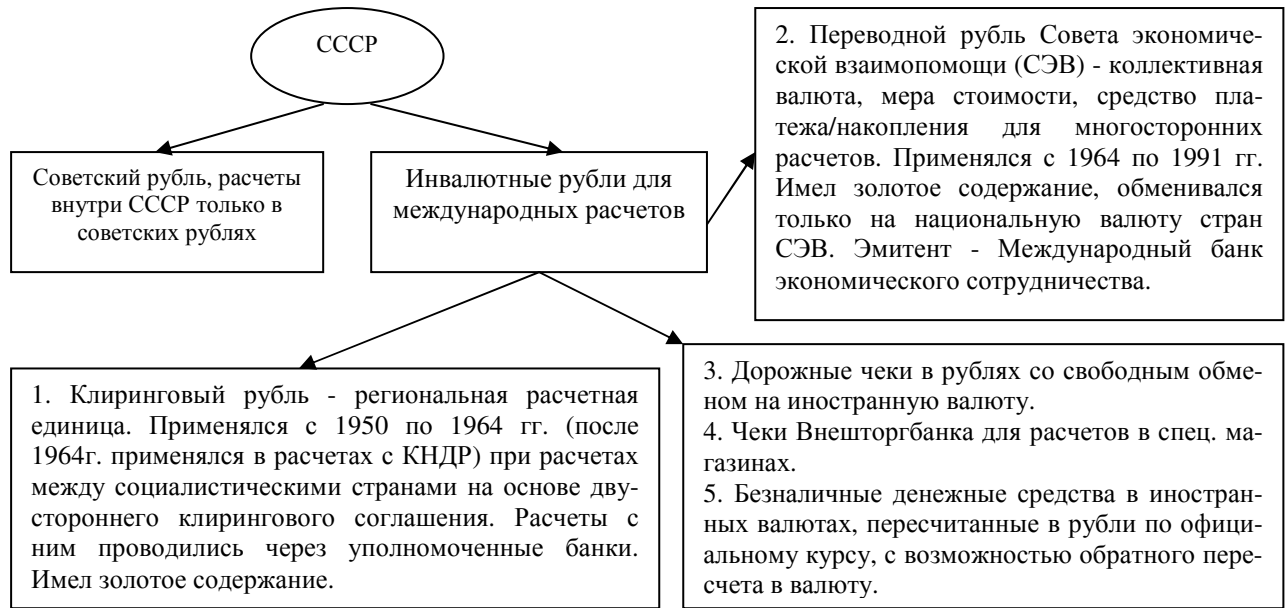 СССР
2. Переводной рубль Совета экономиче-
ской взаимопомощи (СЭВ) - коллективная
валюта, мера стоимости, средство пла-
тежа/накопления для многосторонних
расчетов. Применялся с 1964 по 1991 гг.
Имел золотое содержание, обменивался
только на национальную валюту стран
СЭВ. Эмитент - Международный банк
экономического сотрудничества.
Советский рубль, расчеты
внутри СССР только в
советских рублях
Инвалютные рубли для
международных расчетов
1. Клиринговый рубль - региональная расчетная
единица. Применялся с 1950 по 1964 гг. (после
1964г. применялся в расчетах с КНДР) при расчетах
между социалистическими странами на основе дву-
стороннего клирингового соглашения. Расчеты с
ним проводились через уполномоченные банки.
Имел золотое содержание.
3. Дорожные чеки в рублях со свободным обме-
ном на иностранную валюту.
4. Чеки Внешторгбанка для расчетов в спец. ма-
газинах.
5. Безналичные денежные средства в иностран-
ных валютах, пересчитанные в рубли по офици-
альному курсу, с возможностью обратного пере-
счета в валюту.